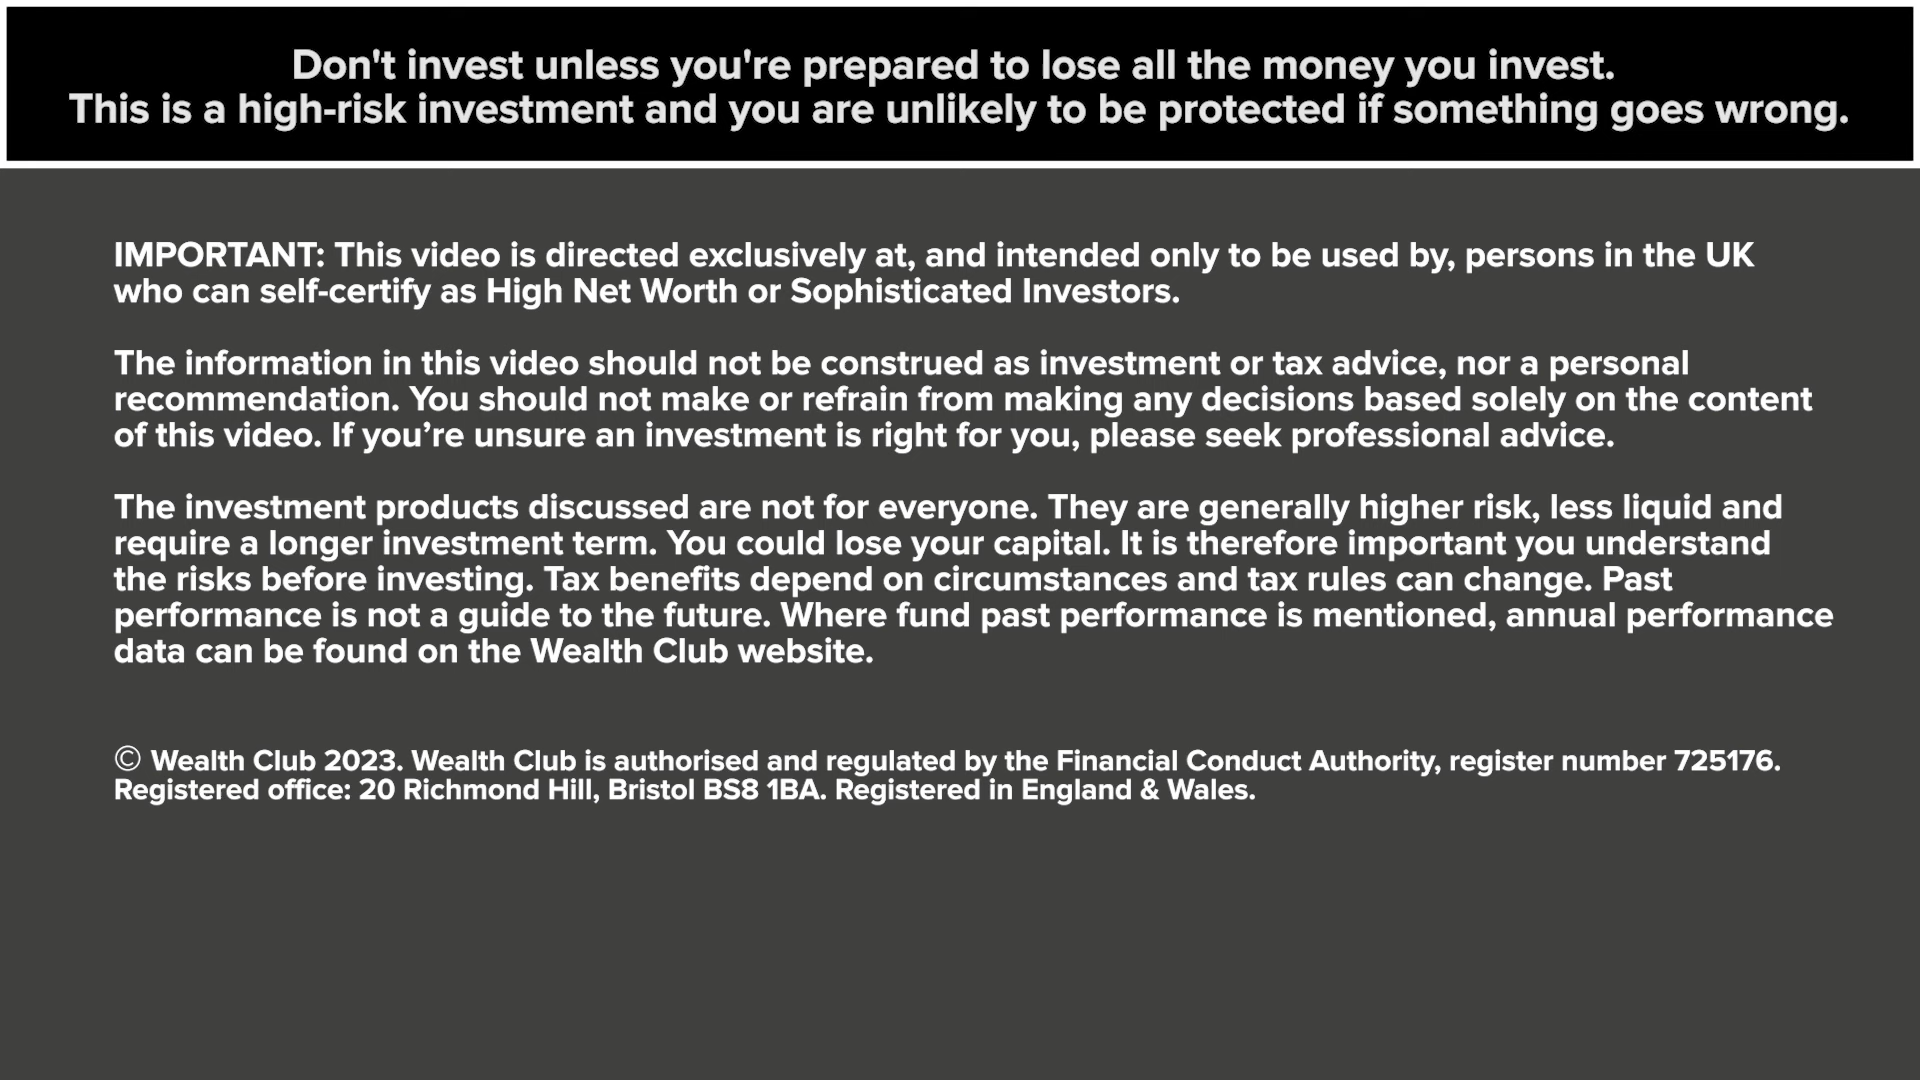 Don't invest unless you're prepared to lose all the money you invest.
This is a high-risk investment and you are unlikely to be protected if something goes wrong.
IMPORTANT: This video is directed exclusively at, and intended only to be used by, persons in the UK
who can self-certify as High Net Worth or Sophisticated Investors.
The information in this video should not be construed as investment or tax advice, nor a personal
recommendation. You should not make or refrain from making any decisions based solely on the content
of this video. If you’re unsure an investment is right for you, please seek professional advice.
The investment products discussed are not for everyone. They are generally higher risk, less liquid and
require a longer investment term. You could lose your capital. It is therefore important you understand
the risks before investing. Tax benefits depend on circumstances and tax rules can change. Past
performance is not a guide to the future. Where fund past performance is mentioned, annual performance
data can be found on the Wealth Club website.
© Wealth Club 2023. Wealth Club is authorised and regulated by the Financial Conduct Authority, register number 725176.
Registered office: 20 Richmond Hill, Bristol BS8 1BA. Registered in England & Wales.